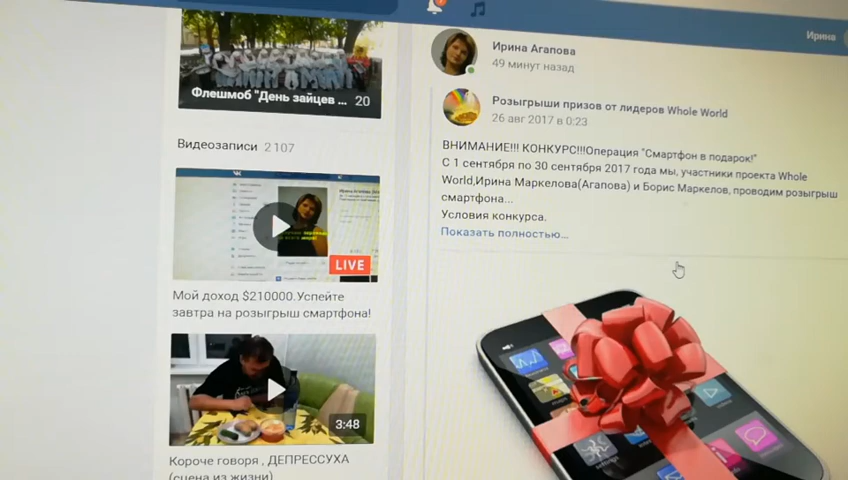 Ирина
Флешмоб "День зайцев ... 20
Видеозаписи 2 107
LIVE
Мой доход $210000.Успейте
завтра на розыгрыш смартфона!
3:48
Короче говоря , ДЕПРЕССУХА
(сцена из жизни)
Ирина Агапова
49 минут назад
Розыгрыши призов от лидеров Whole World
26 авг 2017 в 0:23
ВНИМАНИЕ!!! КОНКУРС!!!Операция "Смартфон в подарок!"
С 1 сентября по 30 сентября 2017 года мы, участники проекта Whole
World,Ирина Маркелова(Агапова) и Борис Маркелов, проводим розыгрыш
смартфона...
Условия конкурса.
Показать полностью...